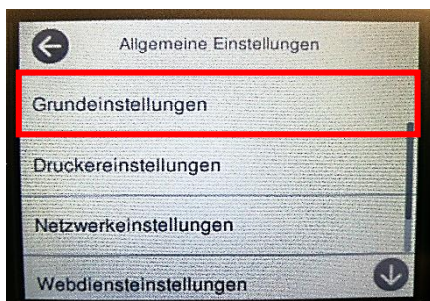 Allgemeine Einstellungen
Grundeinstellungen
Druckereinstellungen
Netzwerkeinstellungen
Webdiensteinstellungen